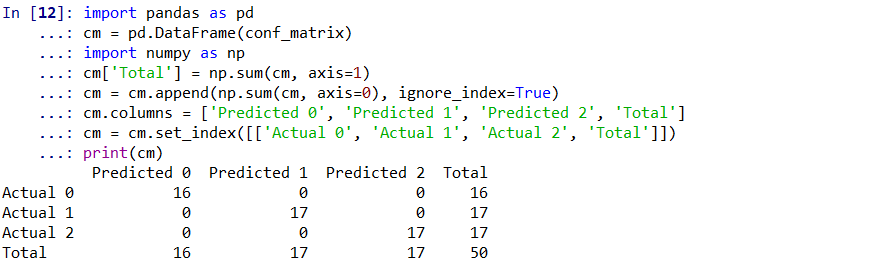 In [12]: import pandas as pd
    ...: cm = pd.DataFrame(conf_matrix)
    ...: import numpy as np
    ...: cm['Total'] = np.sum(cm, axis=1)
    ...: cm = cm.append(np.sum(cm, axis=0), ignore_index=True)
    ...: cm.columns = ['Predicted 0', 'Predicted 1', 'Predicted 2', 'Total']
    ...: cm = cm.set_index([['Actual 0', 'Actual 1', 'Actual 2', 'Total']])
    ...: print(cm)
          Predicted 0  Predicted 1  Predicted 2  Total
Actual 0           16            0            0     16
Actual 1            0           17            0     17
Actual 2            0            0           17     17
Total              16           17           17     50